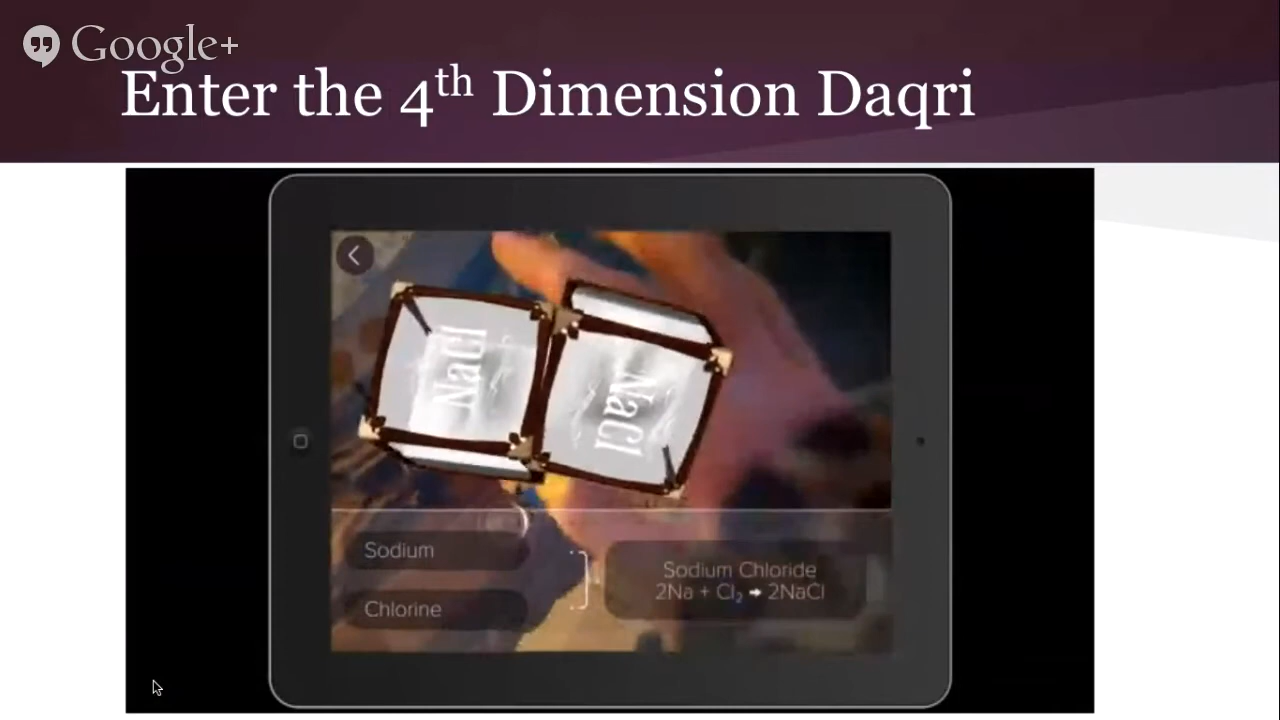 Google+
Enter the 4th Dimension Daqri
NaCl
NaCl
Sodium
Chlorine
Sodium Chloride
2Na + Cl₂ → 2NaCl